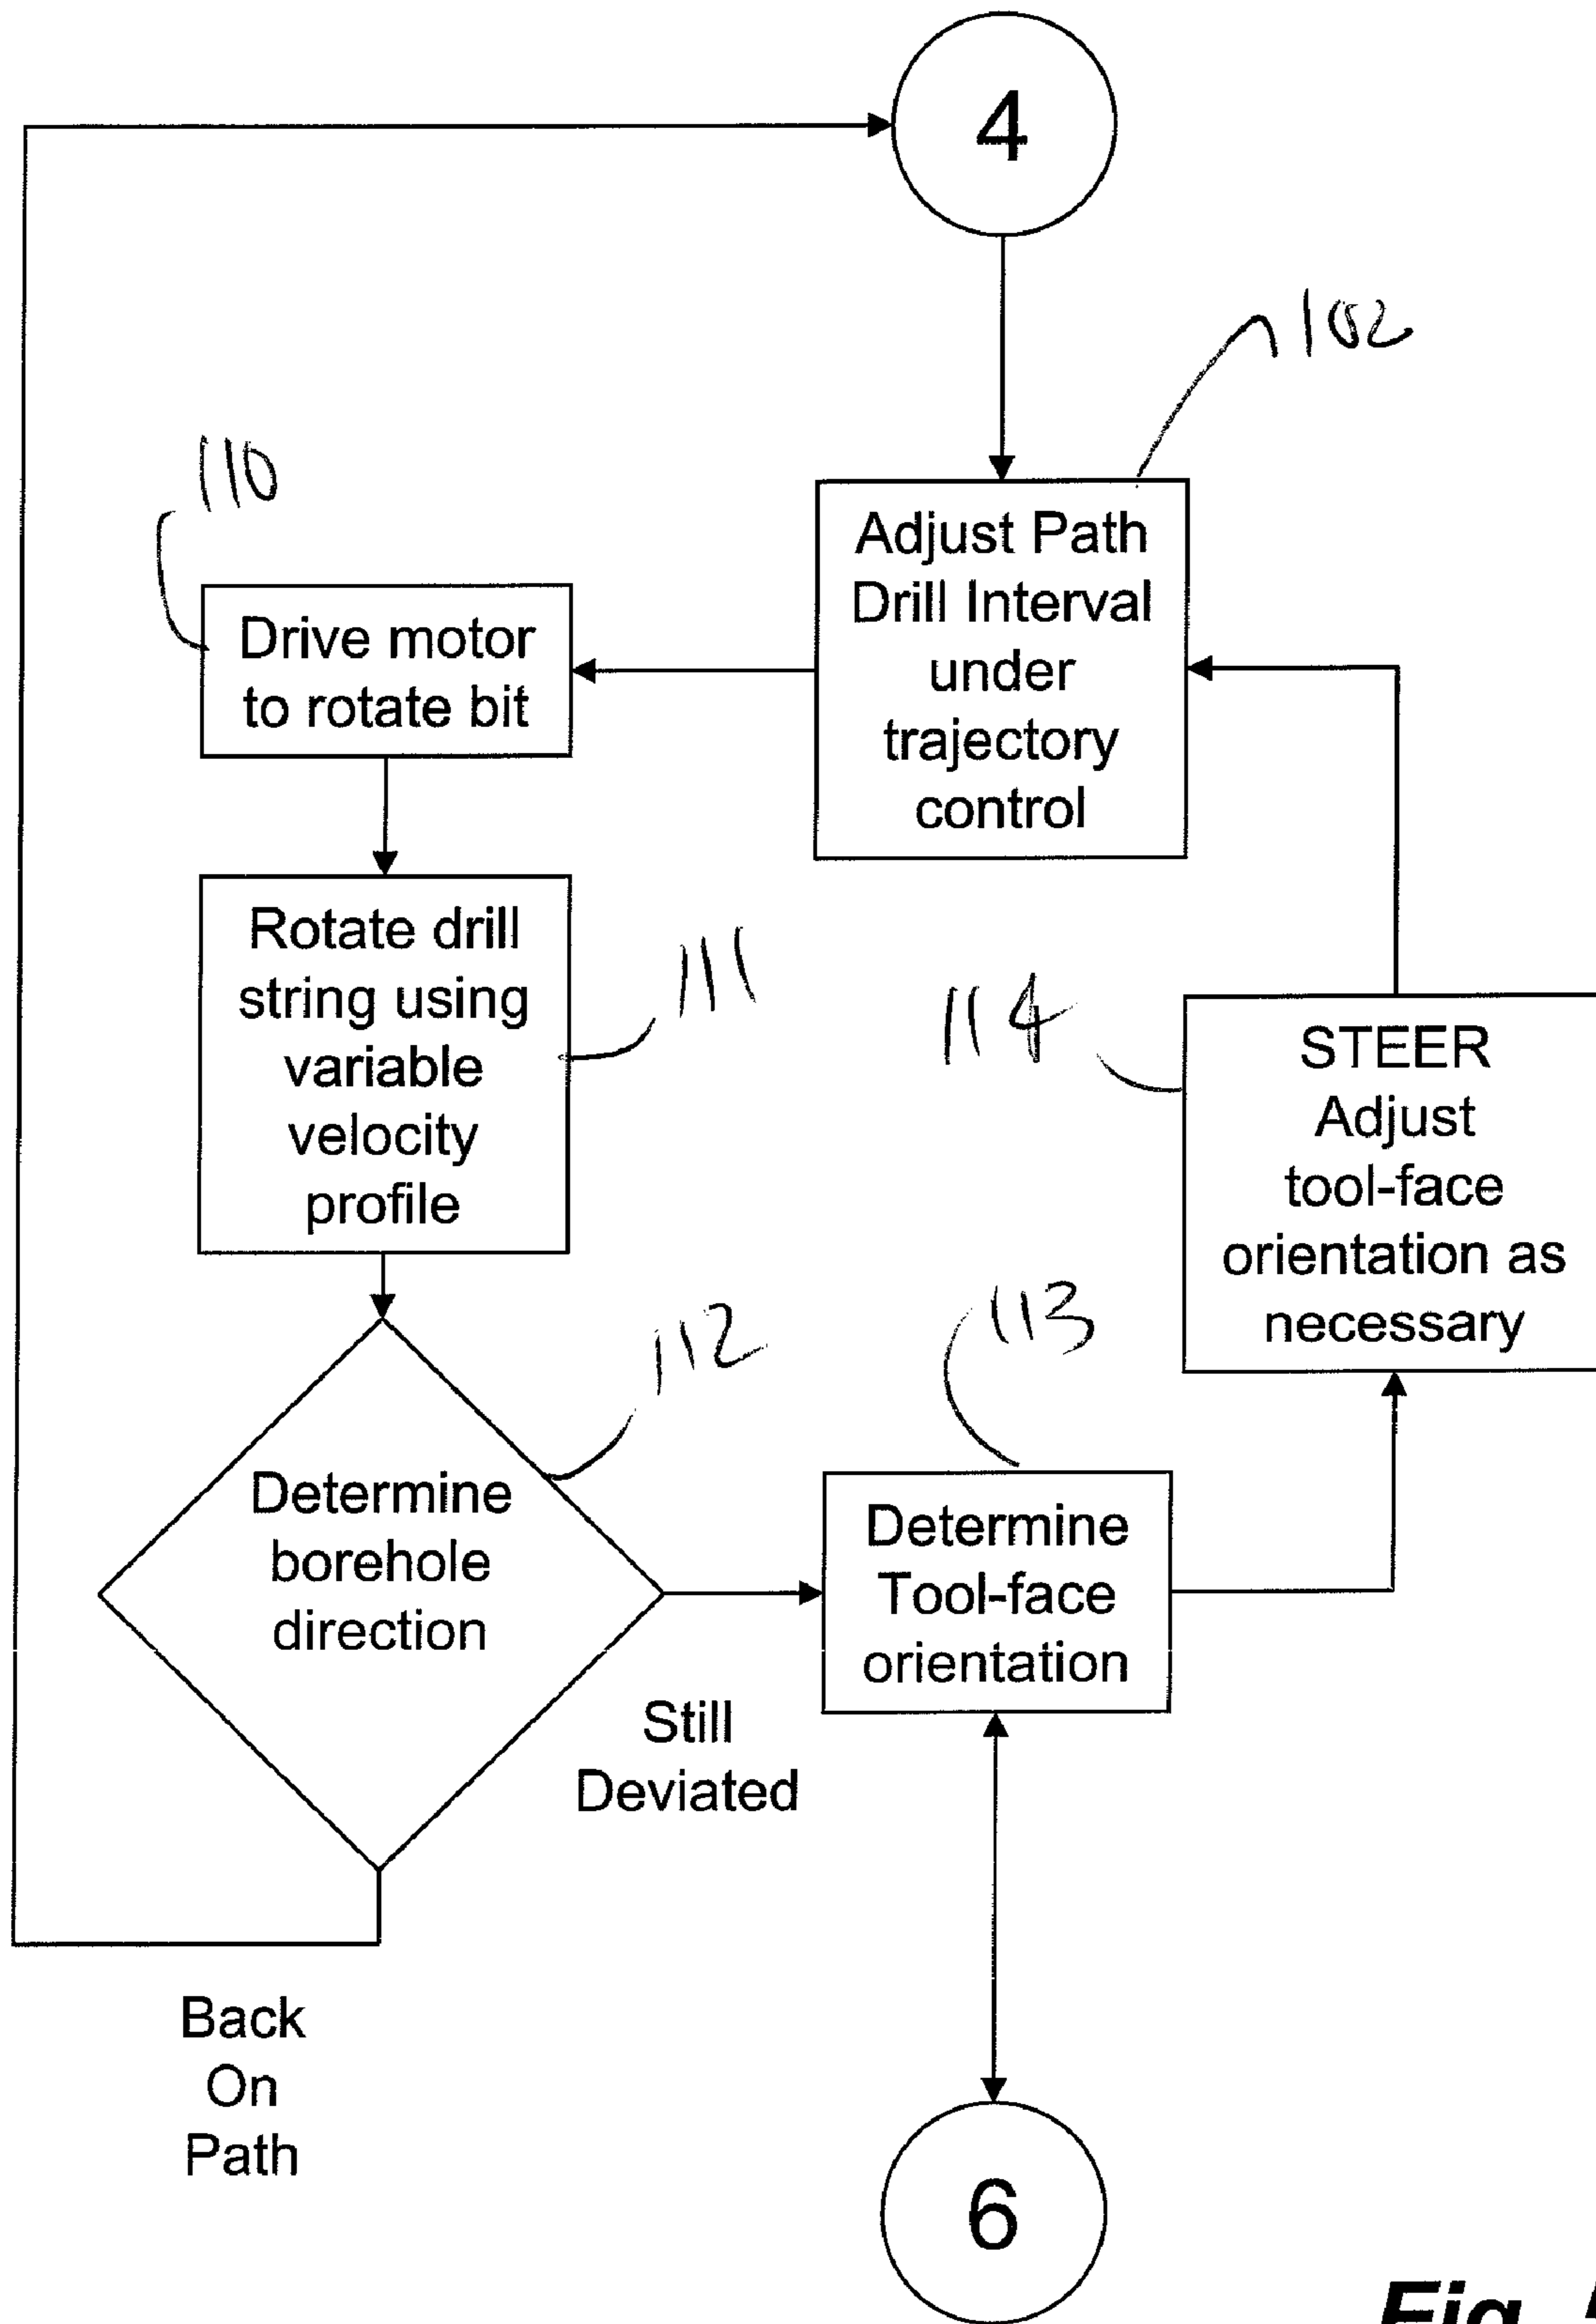 4
102
110
Adjust Path
Drill Interval
under
trajectory
control
Drive motor
to rotate bit
Rotate drill
string using
variable
velocity
profile
111
114
STEER
Adjust
tool-face
orientation as
necessary
112
113
Determine
borehole
direction
Determine
Tool-face
orientation
Still
Deviated
Back
On
Path
6
Fig.